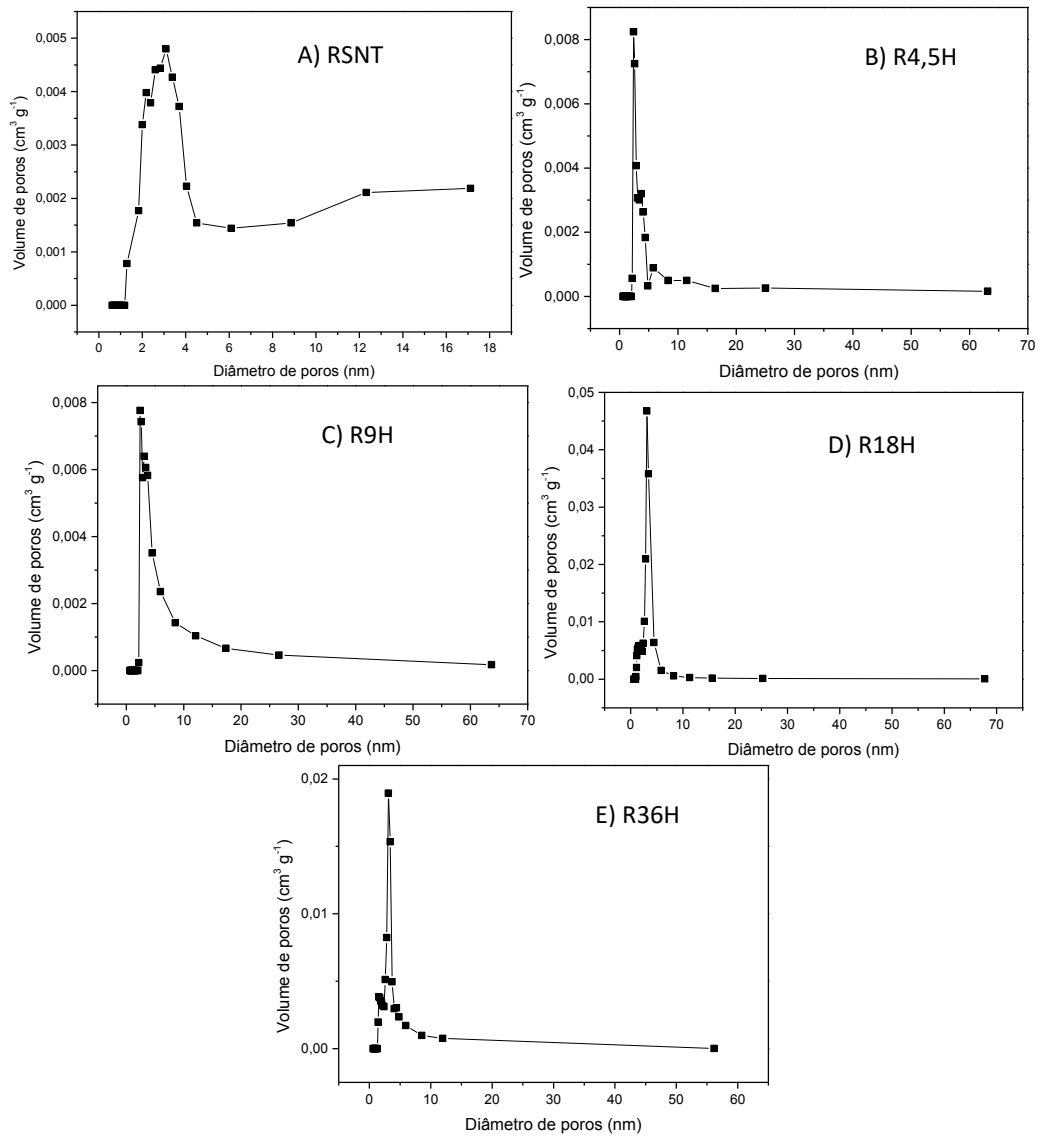 A) RSNT
Volume de poros (cm³ g⁻¹)
0,005
0,004
0,003
0,002
0,001
0,000
0 2 4 6 8 10 12 14 16 18
Diâmetro de poros (nm)
B) R4,5H
Volume de poros (cm³ g⁻¹)
0,008
0,006
0,004
0,002
0,000
0 10 20 30 40 50 60 70
Diâmetro de poros (nm)
C) R9H
Volume de poros (cm³ g⁻¹)
0,008
0,006
0,004
0,002
0,000
0 10 20 30 40 50 60 70
Diâmetro de poros (nm)
D) R18H
Volume de poros (cm³ g⁻¹)
0,05
0,04
0,03
0,02
0,01
0,00
0 10 20 30 40 50 60 70
Diâmetro de poros (nm)
E) R36H
Volume de poros (cm³ g⁻¹)
0,02
0,01
0,00
0 10 20 30 40 50 60
Diâmetro de poros (nm)